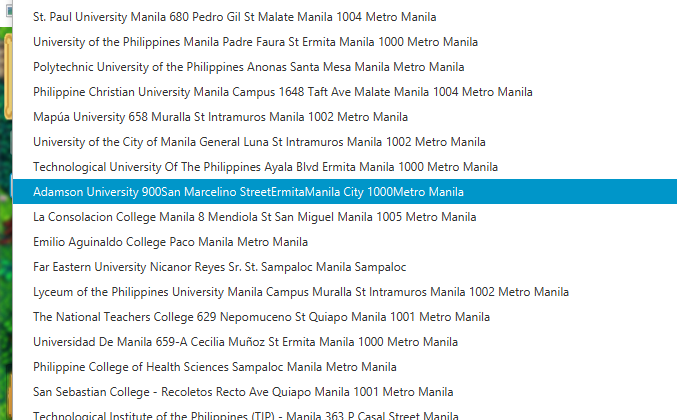 St. Paul University Manila 680 Pedro Gil St Malate Manila 1004 Metro Manila
University of the Philippines Manila Padre Faura St Ermita Manila 1000 Metro Manila
Polytechnic University of the Philippines Anonas Santa Mesa Manila Metro Manila
Philippine Christian University Manila Campus 1648 Taft Ave Malate Manila 1004 Metro Manila
Mapúa University 658 Muralla St Intramuros Manila 1002 Metro Manila
University of the City of Manila General Luna St Intramuros Manila 1002 Metro Manila
Technological University Of The Philippines Ayala Blvd Ermita Manila 1000 Metro Manila
Adamson University 900San Marcelino StreetErmitaManila City 1000Metro Manila
La Consolacion College Manila 8 Mendiola St San Miguel Manila 1005 Metro Manila
Emilio Aguinaldo College Paco Manila Metro Manila
Far Eastern University Nicanor Reyes Sr. St. Sampaloc Manila Sampaloc
Lyceum of the Philippines University Manila Campus Muralla St Intramuros Manila 1002 Metro Manila
The National Teachers College 629 Nepomuceno St Quiapo Manila 1001 Metro Manila
Universidad De Manila 659-A Cecilia Muñoz St Ermita Manila 1000 Metro Manila
Philippine College of Health Sciences Sampaloc Manila Metro Manila
San Sebastian College - Recoletos Recto Ave Quiapo Manila 1001 Metro Manila
Technological Institute of the Philippines (TIP) - Manila 363 P Casal Street Manila